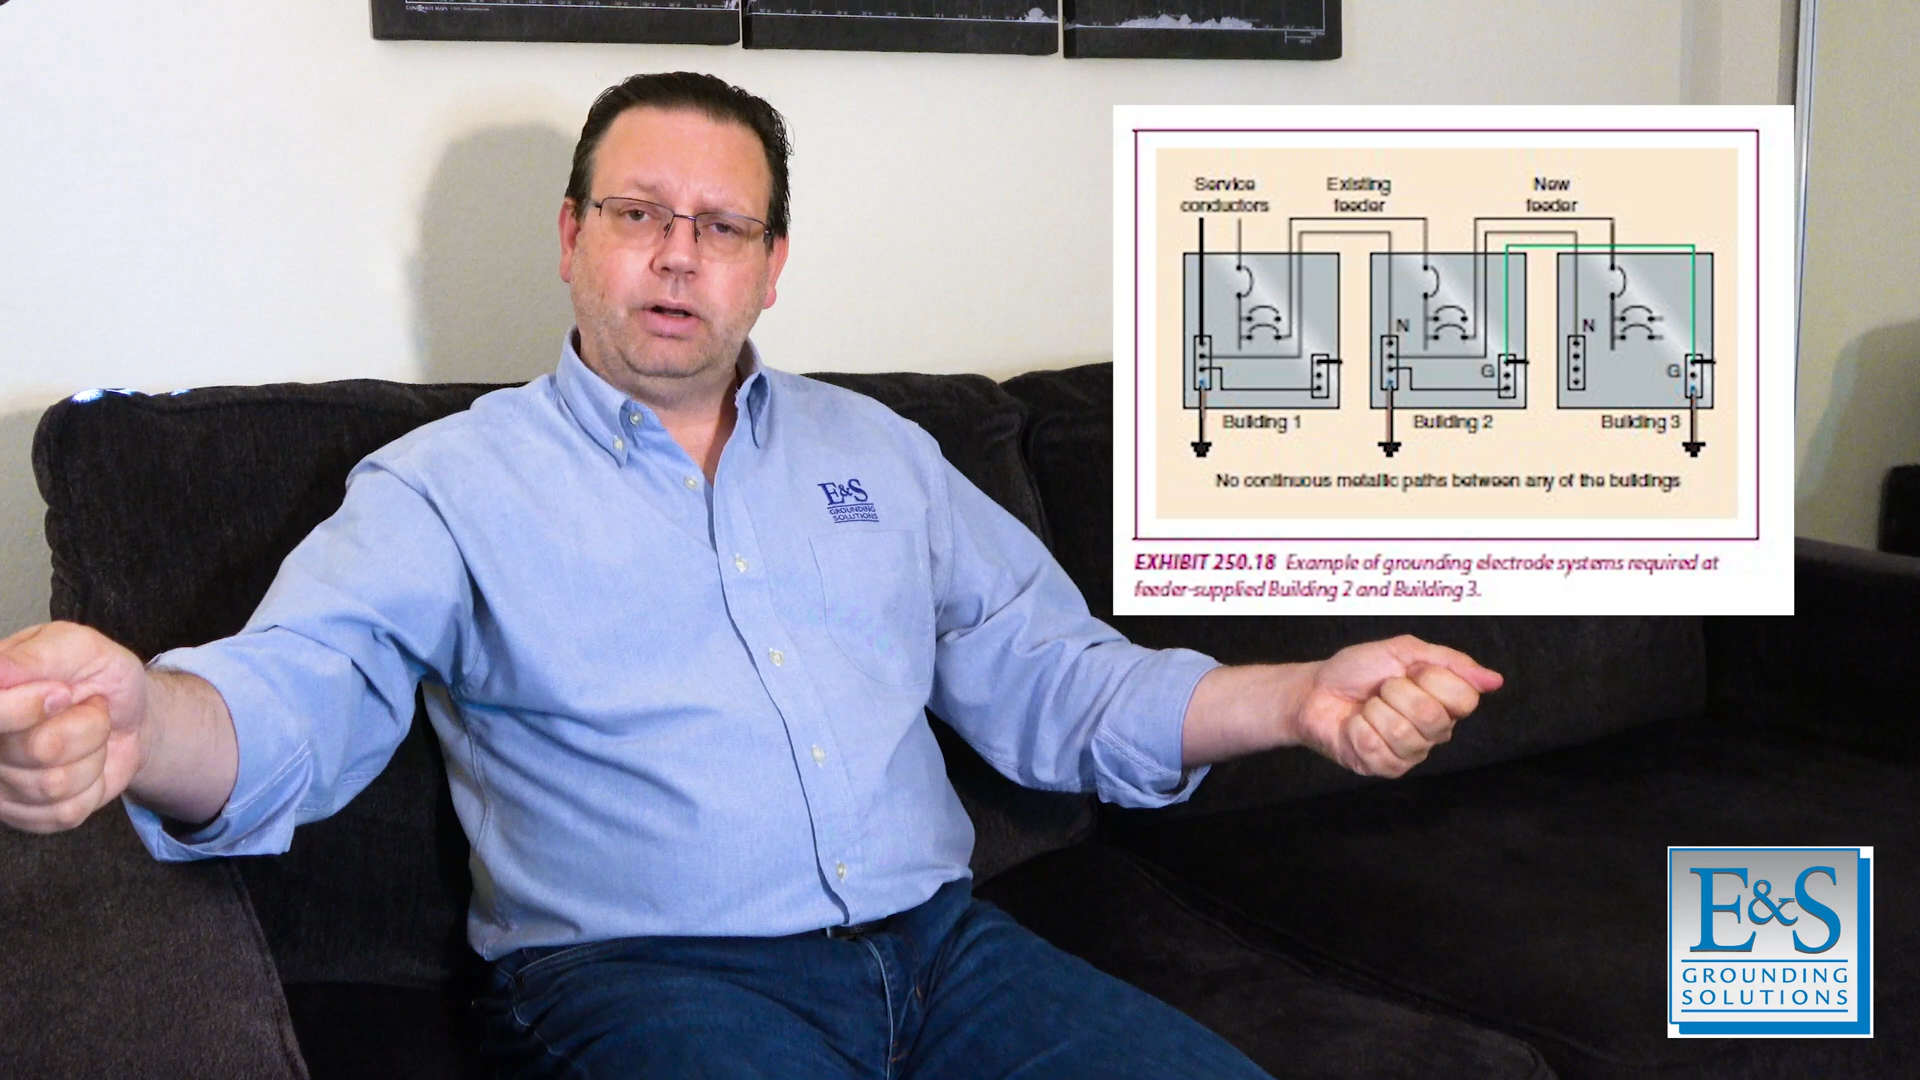 E&S
GROUNDING
SOLUTIONS
Service
conductors
Existing
feeder
New
feeder
N
G
N
G
Building 1
Building 2
Building 3
No continuous metallic paths between any of the buildings
EXHIBIT 250.18 Example of grounding electrode systems required at
feeder-supplied Building 2 and Building 3.
E&S
GROUNDING
SOLUTIONS